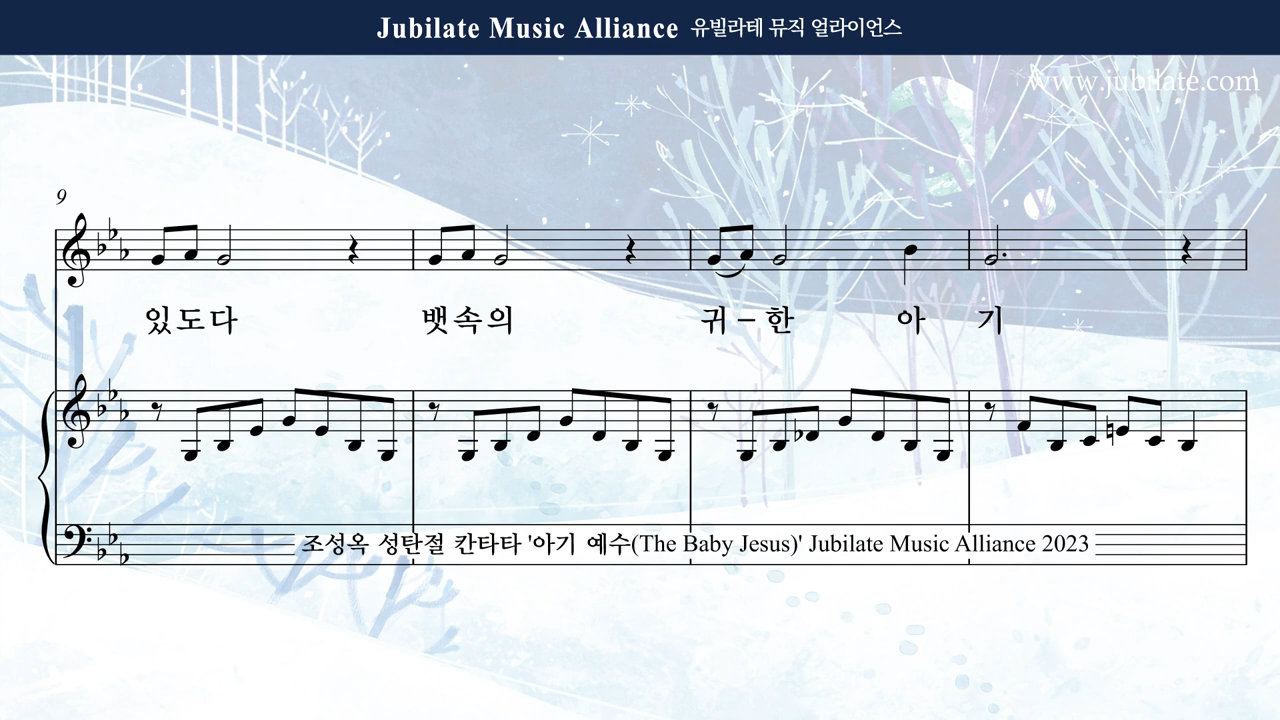 Jubilate Music Alliance 유빌라테 뮤직 얼라이언스
www.jubilate.com
9
있도다 뱃속의 귀-한 아 기
조성옥 성탄절 칸타타 '아기 예수(The Baby Jesus)' Jubilate Music Alliance 2023